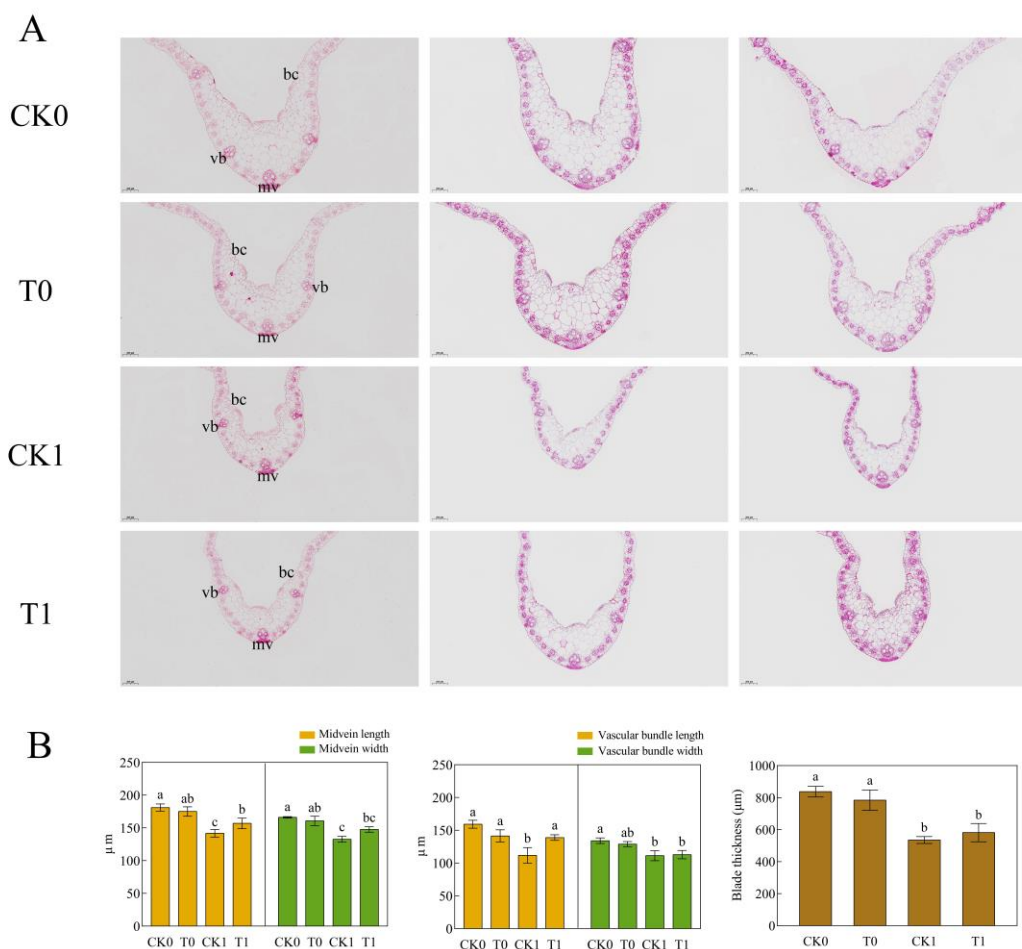 A
CK0
bc
vb
mv
T0
bc
vb
mv
CK1
bc
vb
mv
T1
bc
vb
mv
B
Midvein length
Midvein width
250
200
150
100
50
0
μm
a ab c b a ab c bc
CK0 T0 CK1 T1 CK0 T0 CK1 T1
Vascular bundle length
Vascular bundle width
250
200
150
100
50
0
μm
a a b a a ab b b
CK0 T0 CK1 T1 CK0 T0 CK1 T1
1000
800
600
400
200
0
Blade thickness (μm)
a a b b
CK0 T0 CK1 T1